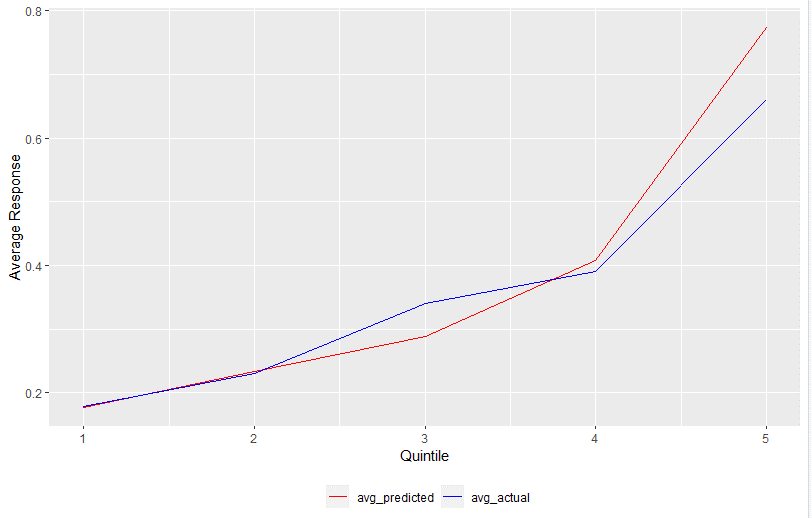 0.8
0.6
0.4
0.2
Average Response
1 2 3 4 5
Quintile
avg_predicted avg_actual